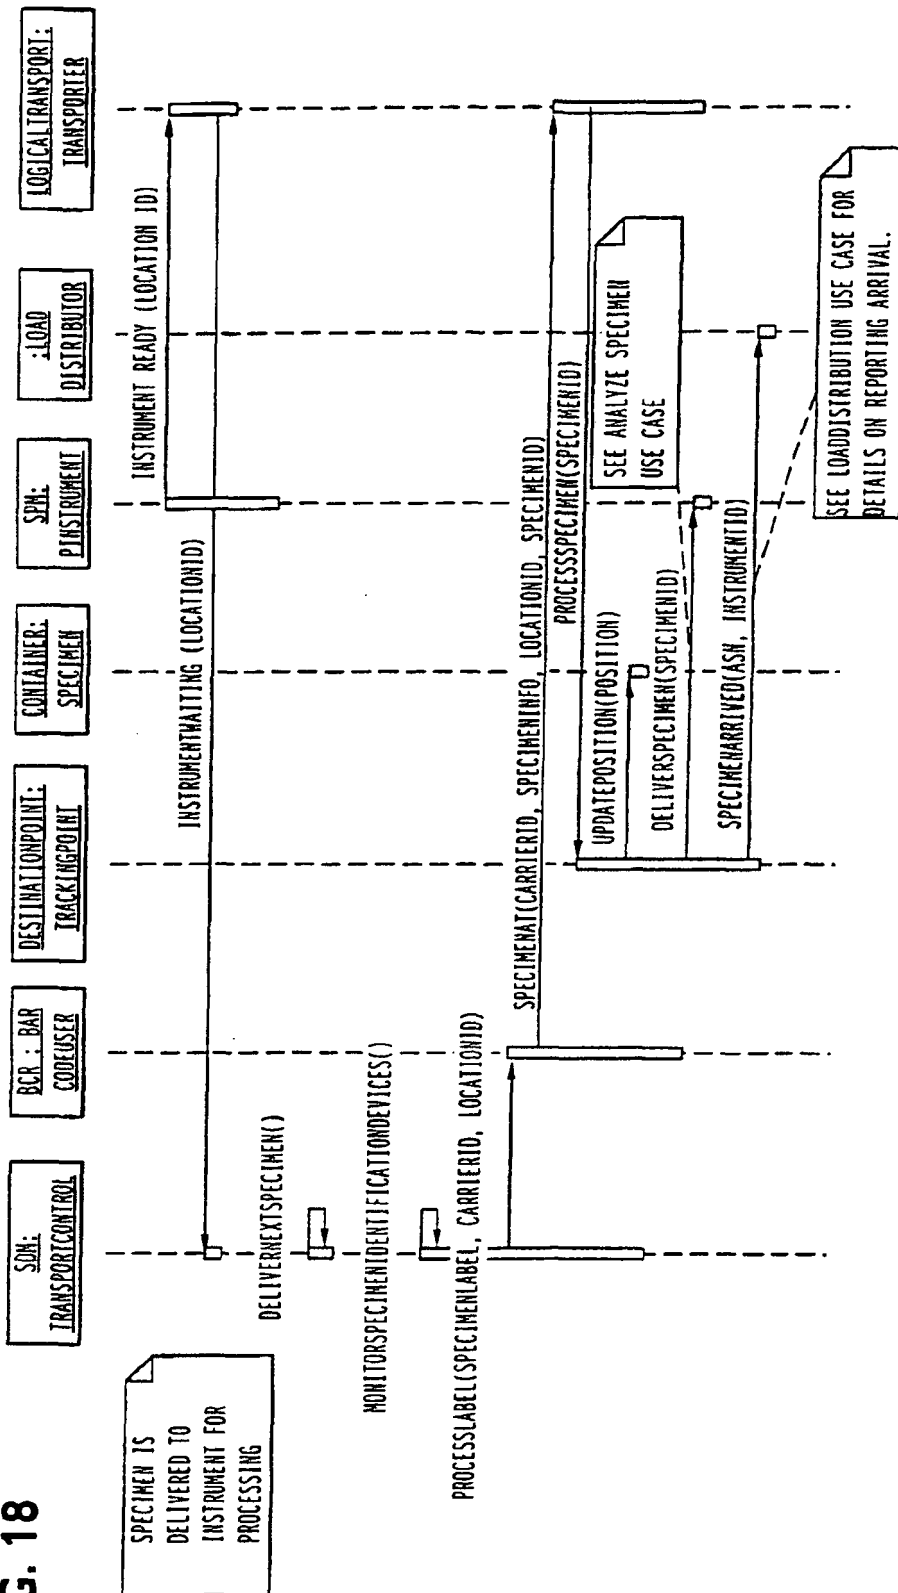 G. 18
SPECIMEN IS
DELIVERED TO
INSTRUMENT FOR
PROCESSING
SDM:
TRANSPORTCONTROL
BCR : BAR
CODEUSER
DESTINATIONPOINT:
TRACKINGPOINT
CONTAINER:
SPECIMEN
SPM:
PINSTRUMENT
:LOAD
DISTRIBUTOR
LOGICALTRANSPORT:
TRANSPORTER
INSTRUMENT READY (LOCATION ID)
INSTRUMENTWAITING (LOCATIONID)
DELIVERNEXTSPECIMEN()
MONITORSPECIMENIDENTIFICATIONDEVICES()
PROCESSLABEL(SPECIMENLABEL, CARRIERID, LOCATIONID)
SPECIMENAT(CARRIERID, SPECIMENINFO, LOCATIONID, SPECIMENID)
PROCESSSPECIMEN(SPECIMENID)
UPDATEPOSITION(POSITION)
SEE ANALYZE SPECIMEN
USE CASE
DELIVERSPECIMEN(SPECIMENID)
SPECIMENARRIVED(ASN, INSTRUMENTID)
SEE LOADDISTRIBUTION USE CASE FOR
DETAILS ON REPORTING ARRIVAL.